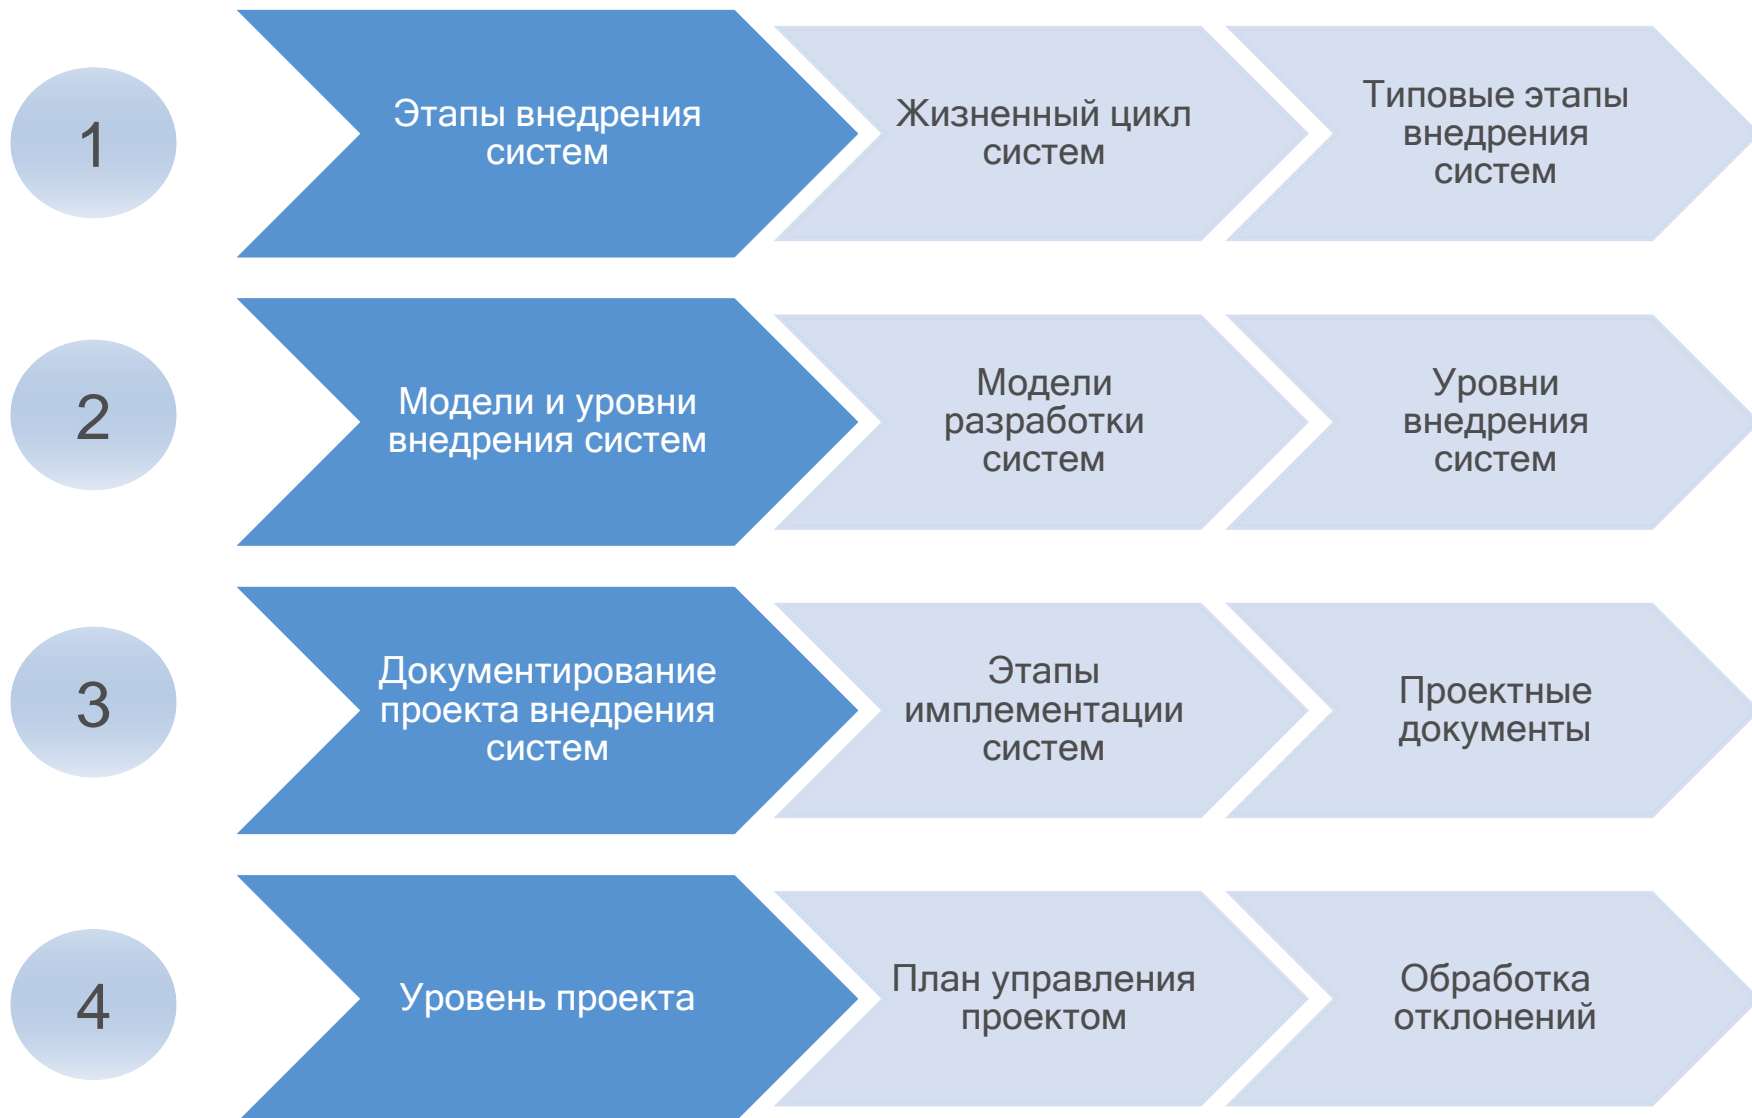 1
Этапы внедрения
систем
Жизненный цикл
систем
Типовые этапы
внедрения
систем
2
Модели и уровни
внедрения систем
Модели
разработки
систем
Уровни
внедрения
систем
3
Документирование
проекта внедрения
систем
Этапы
имплементации
систем
Проектные
документы
4
Уровень проекта
План управления
проектом
Обработка
отклонений